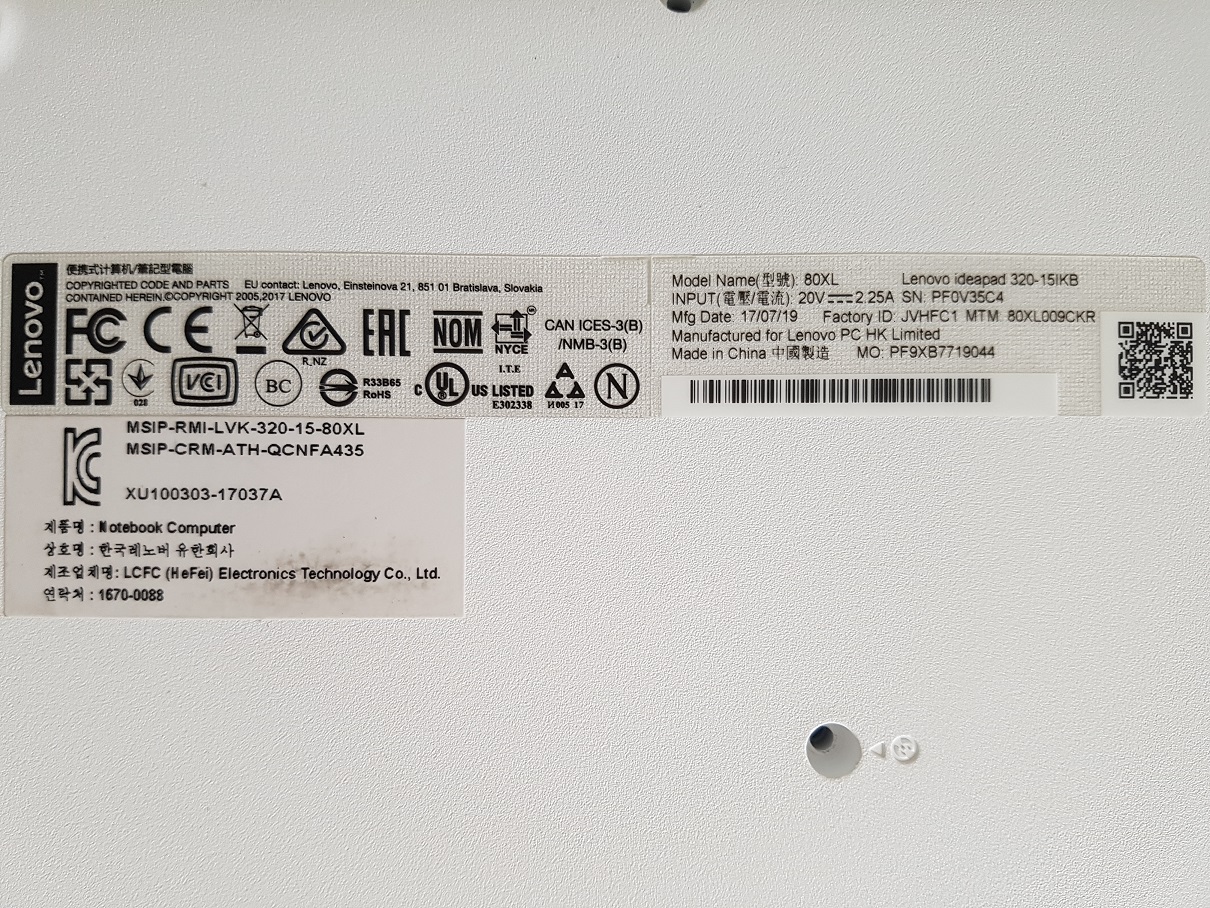 Lenovo
便携式计算机/筆記型電腦
COPYRIGHTED CODE AND PARTS EU contact: Lenovo, Einsteinova 21, 851 01 Bratislava, Slovakia
CONTAINED HEREIN.©COPYRIGHT 2005,2017 LENOVO
FC CE R_NZ EAC NOM NYCE CAN ICES-3(B)
/NMB-3(B)
028 VCCI BC R33B65
RoHS
I.T.E
C UL US LISTED
E302338
И005 17
N
Model Name(型號): 80XL Lenovo ideapad 320-15IKB
INPUT(電壓/電流): 20V⎓2.25A SN: PF0V35C4
Mfg Date: 17/07/19 Factory ID: JVHFC1 MTM: 80XL009CKR
Manufactured for Lenovo PC HK Limited
Made in China 中國製造 MO: PF9XB7719044
MSIP-RMI-LVK-320-15-80XL
MSIP-CRM-ATH-QCNFA435
XU100303-17037A
제품명 : Notebook Computer
상호명 : 한국레노버 유한회사
제조업체명: LCFC (HeFei) Electronics Technology Co., Ltd.
연락처 : 1670-0088